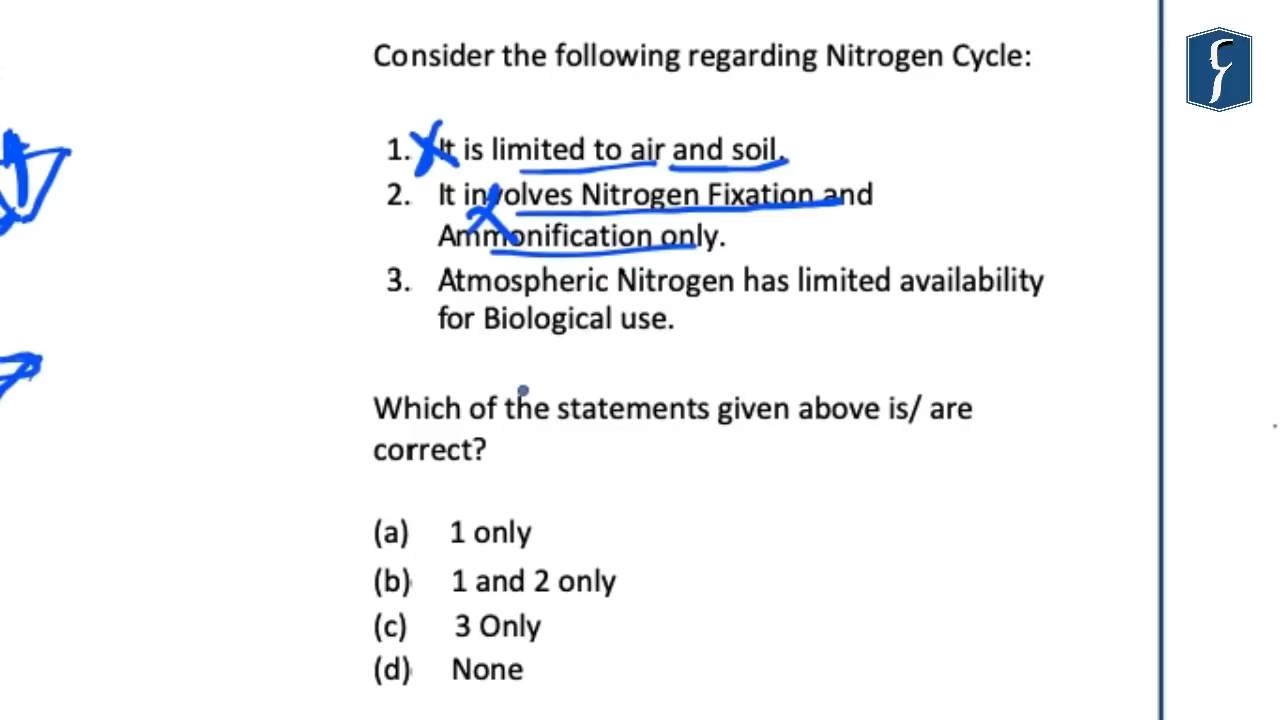 Consider the following regarding Nitrogen Cycle:
1. It is limited to air and soil.
2. It involves Nitrogen Fixation and
Ammonification only.
3. Atmospheric Nitrogen has limited availability
for Biological use.
Which of the statements given above is/ are
correct?
(a) 1 only
(b) 1 and 2 only
(c) 3 Only
(d) None